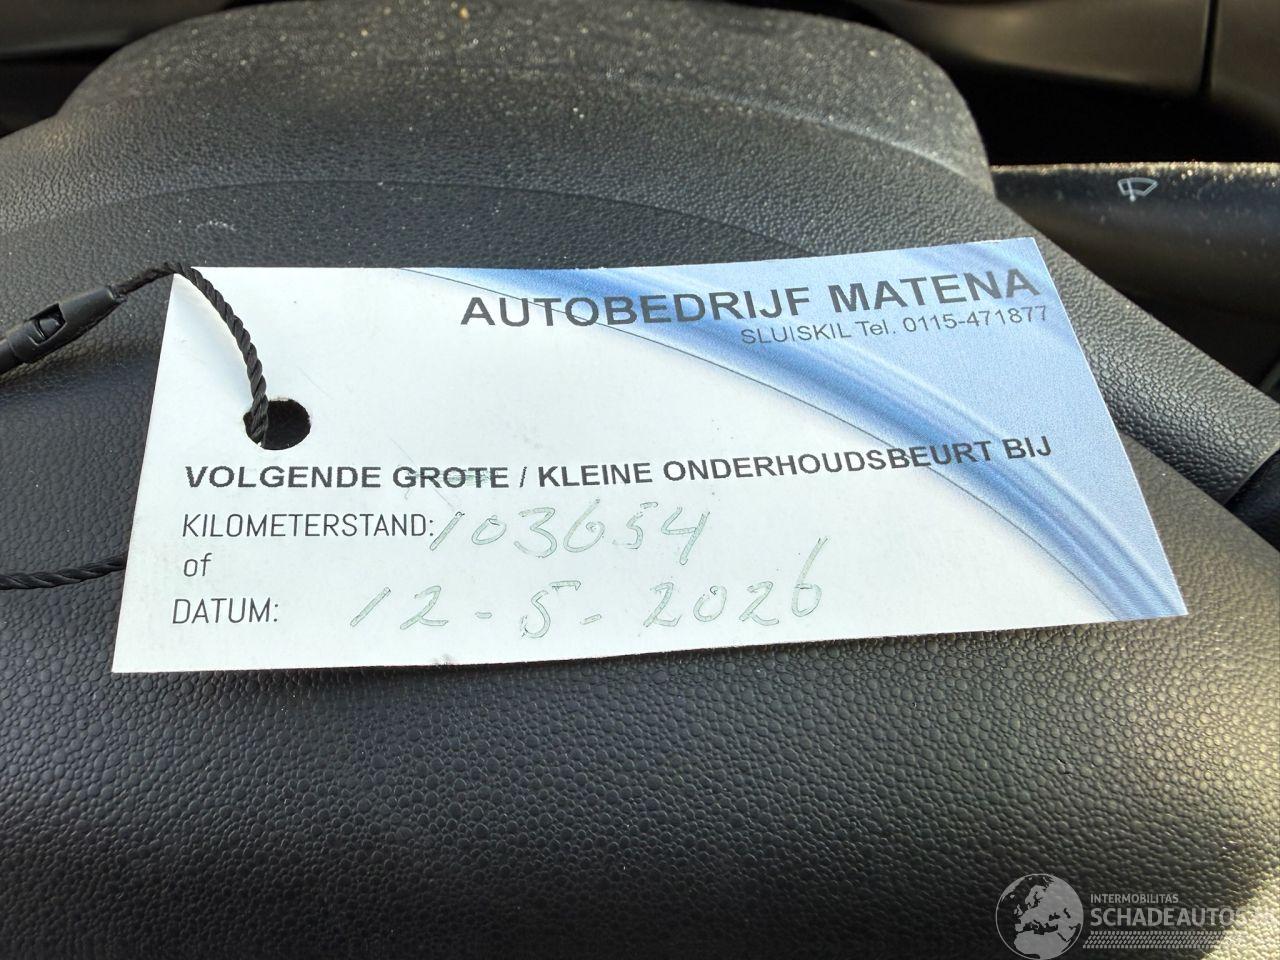 AUTOBEDRIJF MATENA
SLUISKIL Tel. 0115-471877
VOLGENDE GROTE / KLEINE ONDERHOUDSBEURT BIJ
KILOMETERSTAND: 103654
of
DATUM: 12-5-2026
INTERMOBILITAS
SCHADEAUTOS